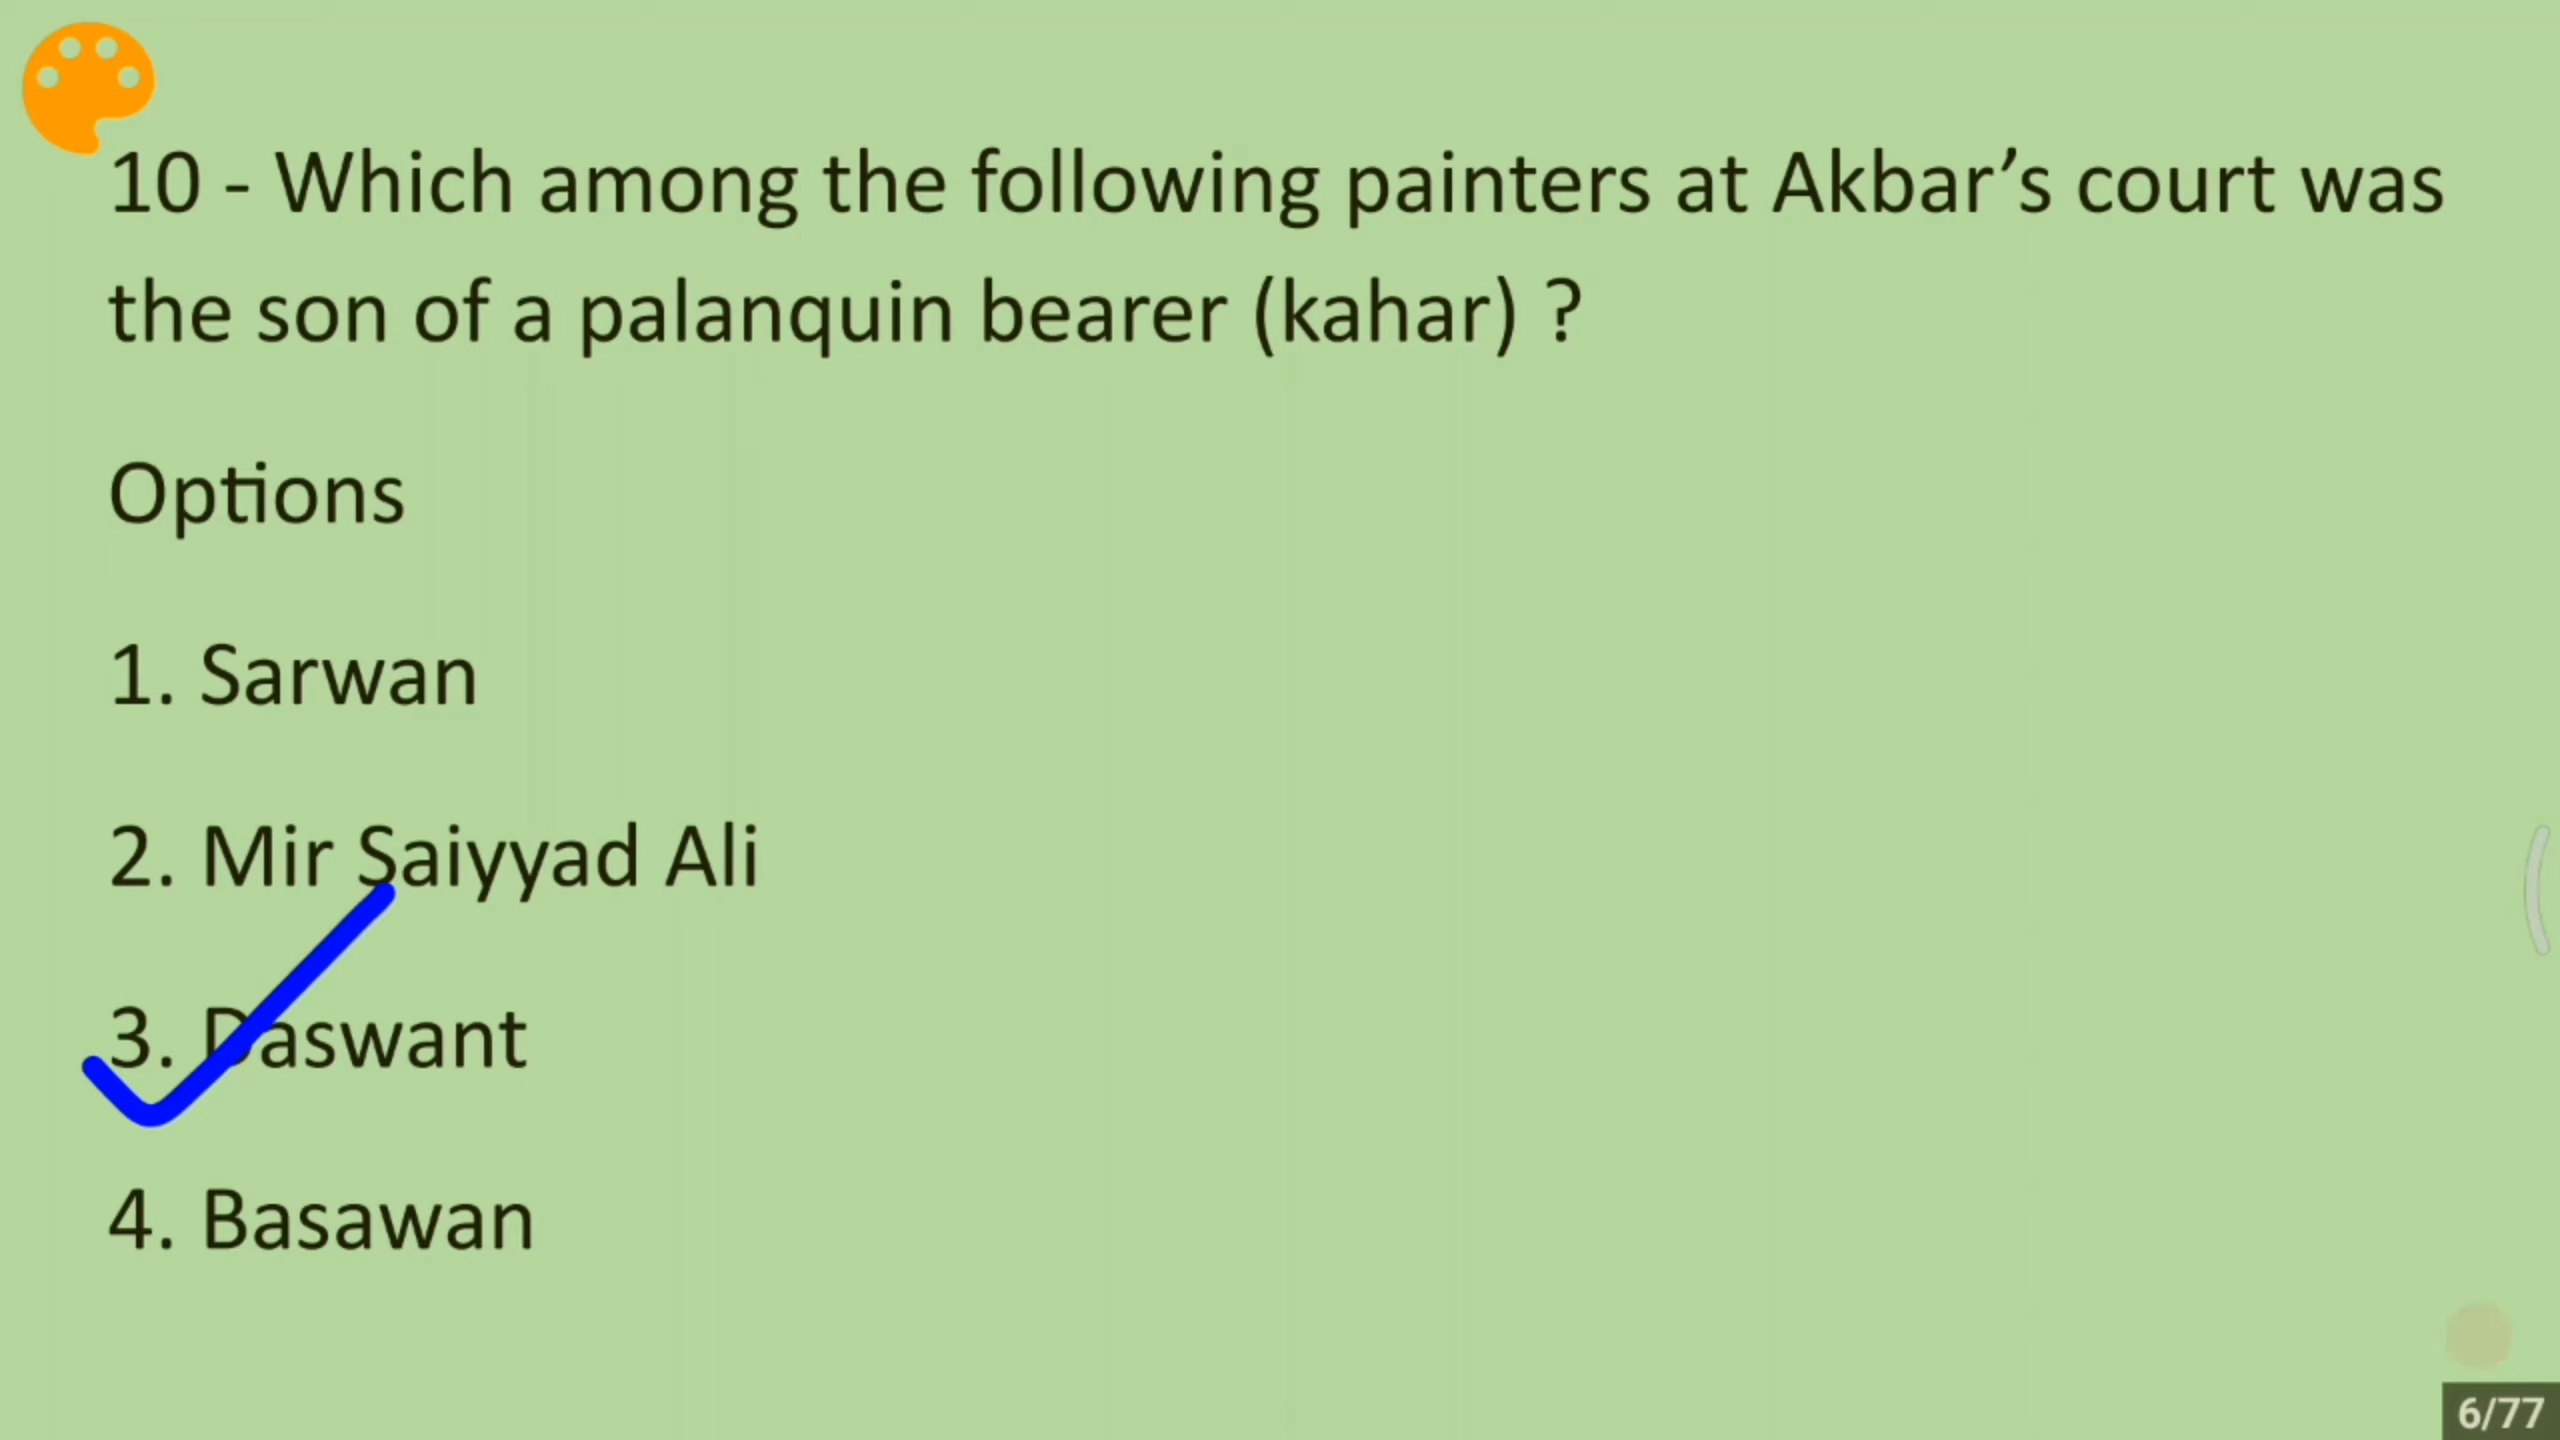 10 - Which among the following painters at Akbar’s court was
the son of a palanquin bearer (kahar) ?
Options
1. Sarwan
2. Mir Saiyyad Ali
3. Daswant
4. Basawan
6/77